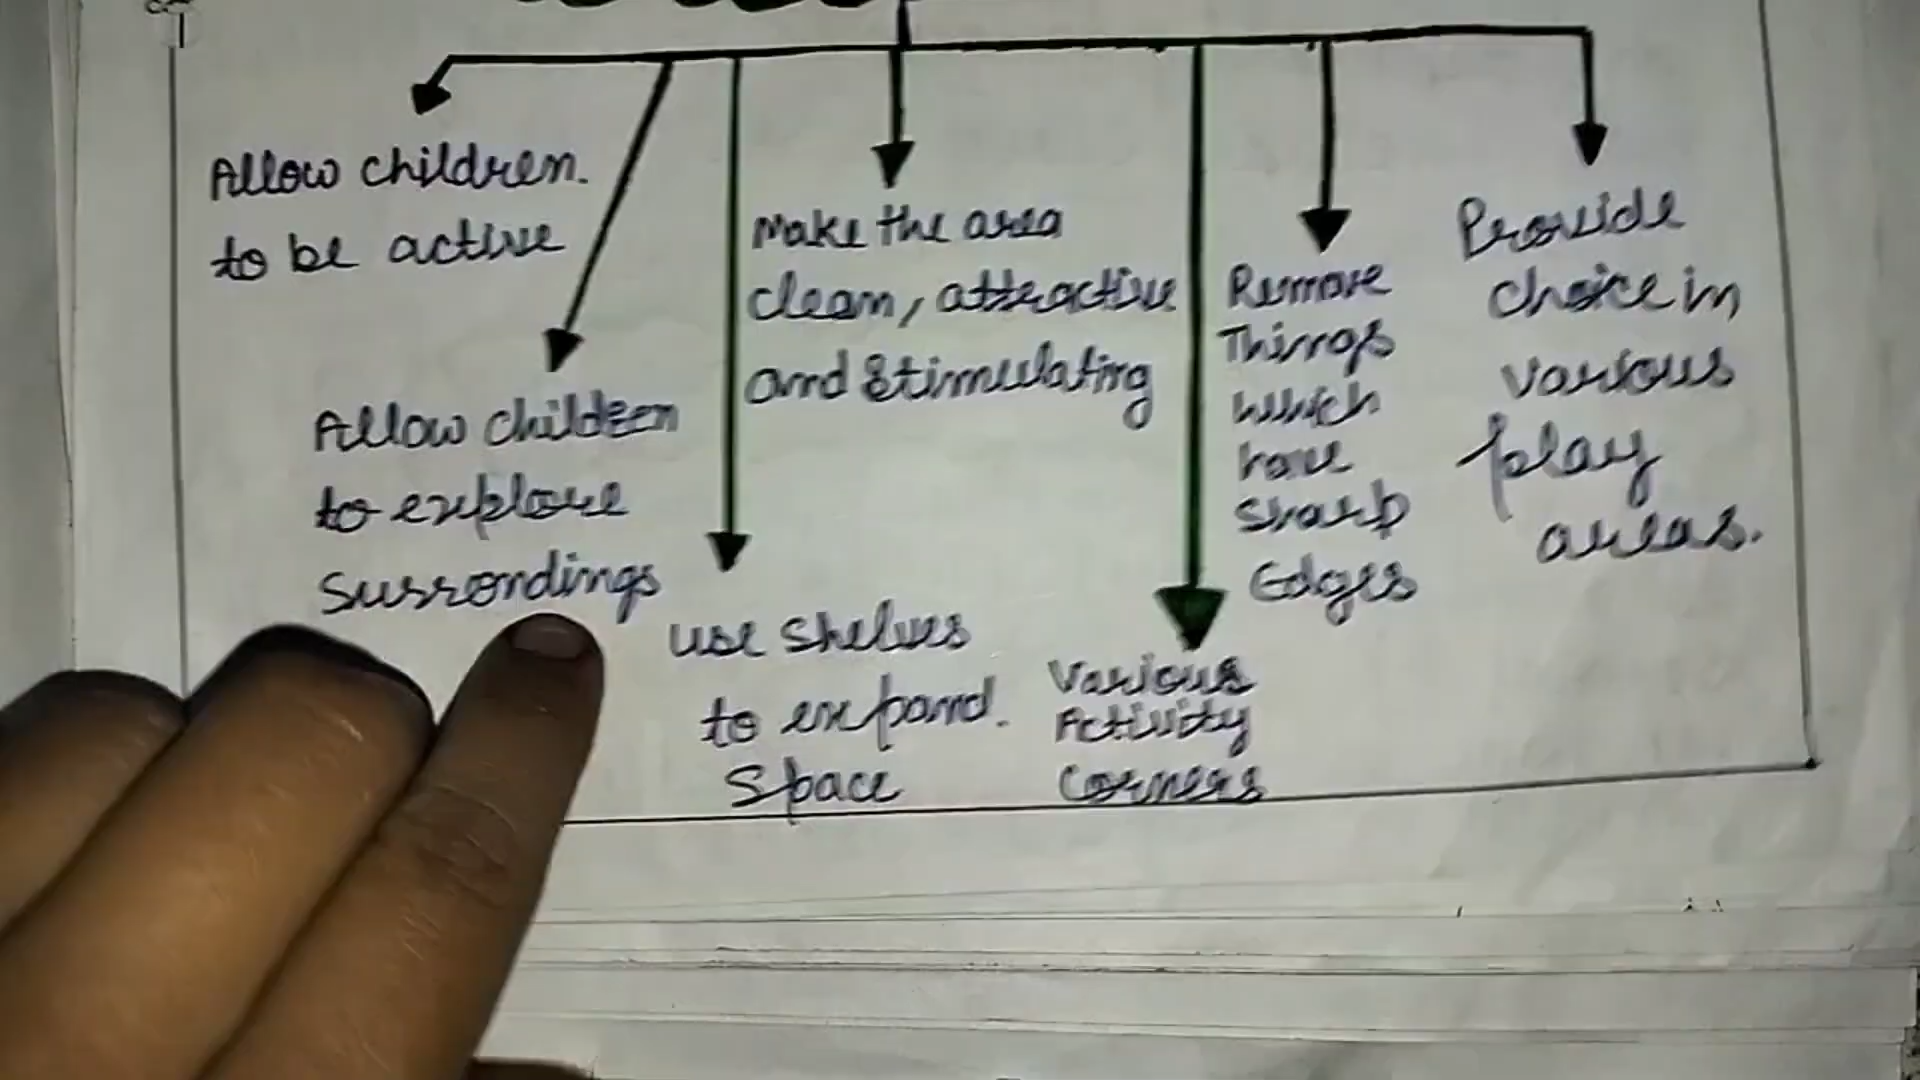 Allow children.
to be active
Allow children
to explore
Surrondings
use shelves
to expand.
Space
Make the area
clean, attractive
and Stimulating
Various
Activity
Corners
Remove
Things
which
have
Sharp
Edges
Provide
choice in
various
play
areas.